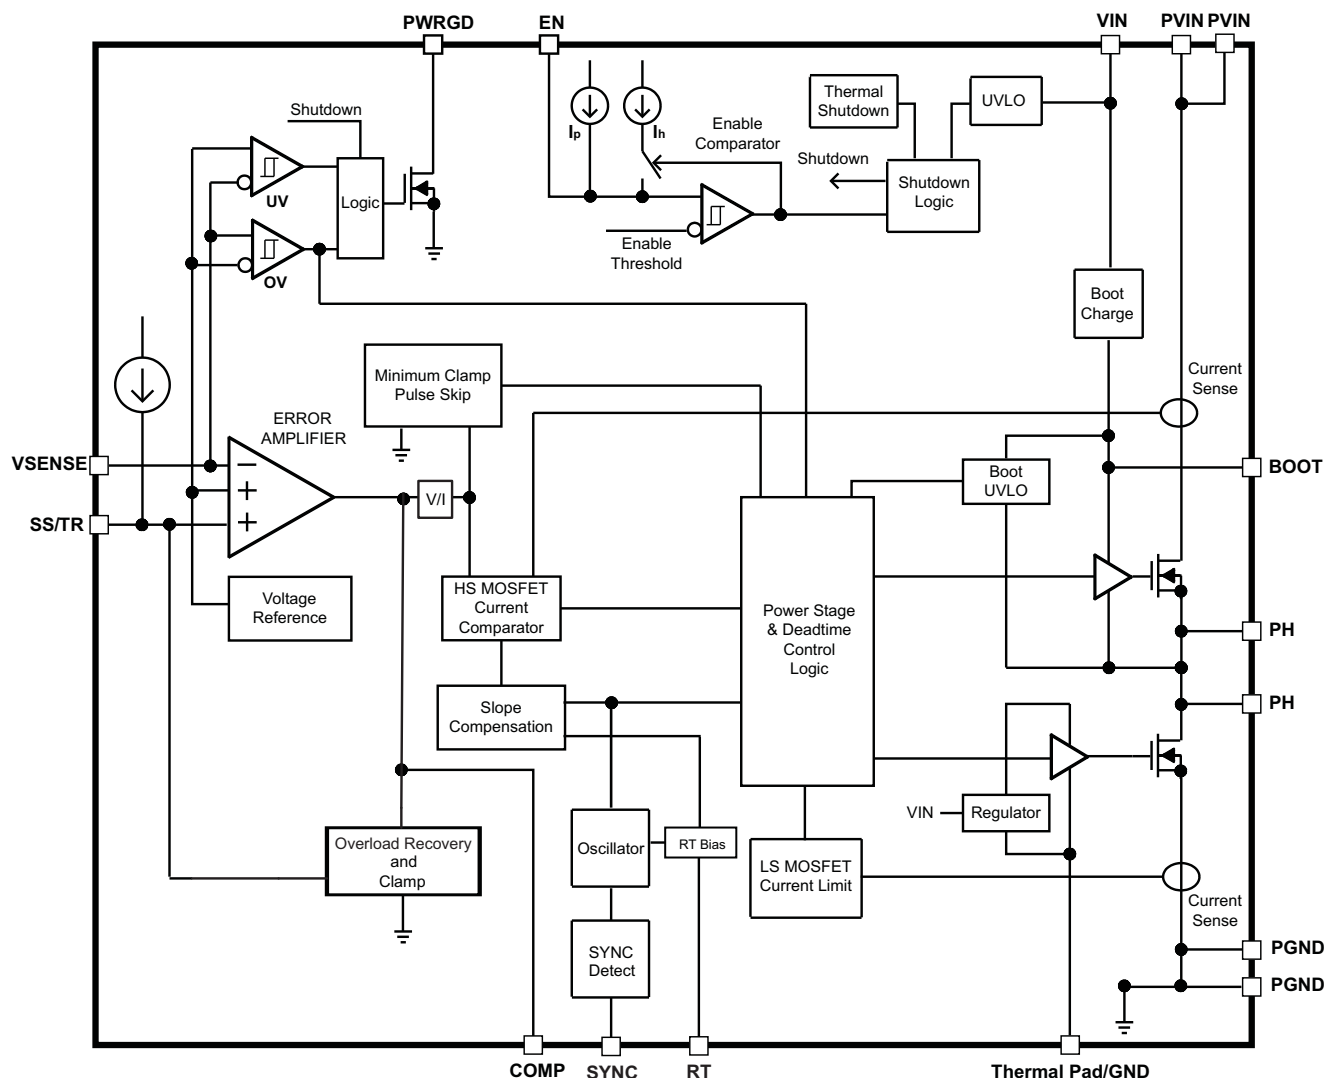 PWRGD
EN
VIN
PVIN
PVIN
Shutdown
Thermal
Shutdown
UVLO
Ip
Ih
Enable
Comparator
Shutdown
Shutdown
Logic
UV
Logic
Enable
Threshold
OV
Boot
Charge
Minimum Clamp
Pulse Skip
Current
Sense
ERROR
AMPLIFIER
VSENSE
SS/TR
V/I
Boot
UVLO
BOOT
Voltage
Reference
HS MOSFET
Current
Comparator
Power Stage
& Deadtime
Control
Logic
PH
Slope
Compensation
PH
VIN
Regulator
Overload Recovery
and
Clamp
Oscillator
RT Bias
LS MOSFET
Current Limit
Current
Sense
SYNC
Detect
PGND
PGND
COMP
SYNC
RT
Thermal Pad/GND